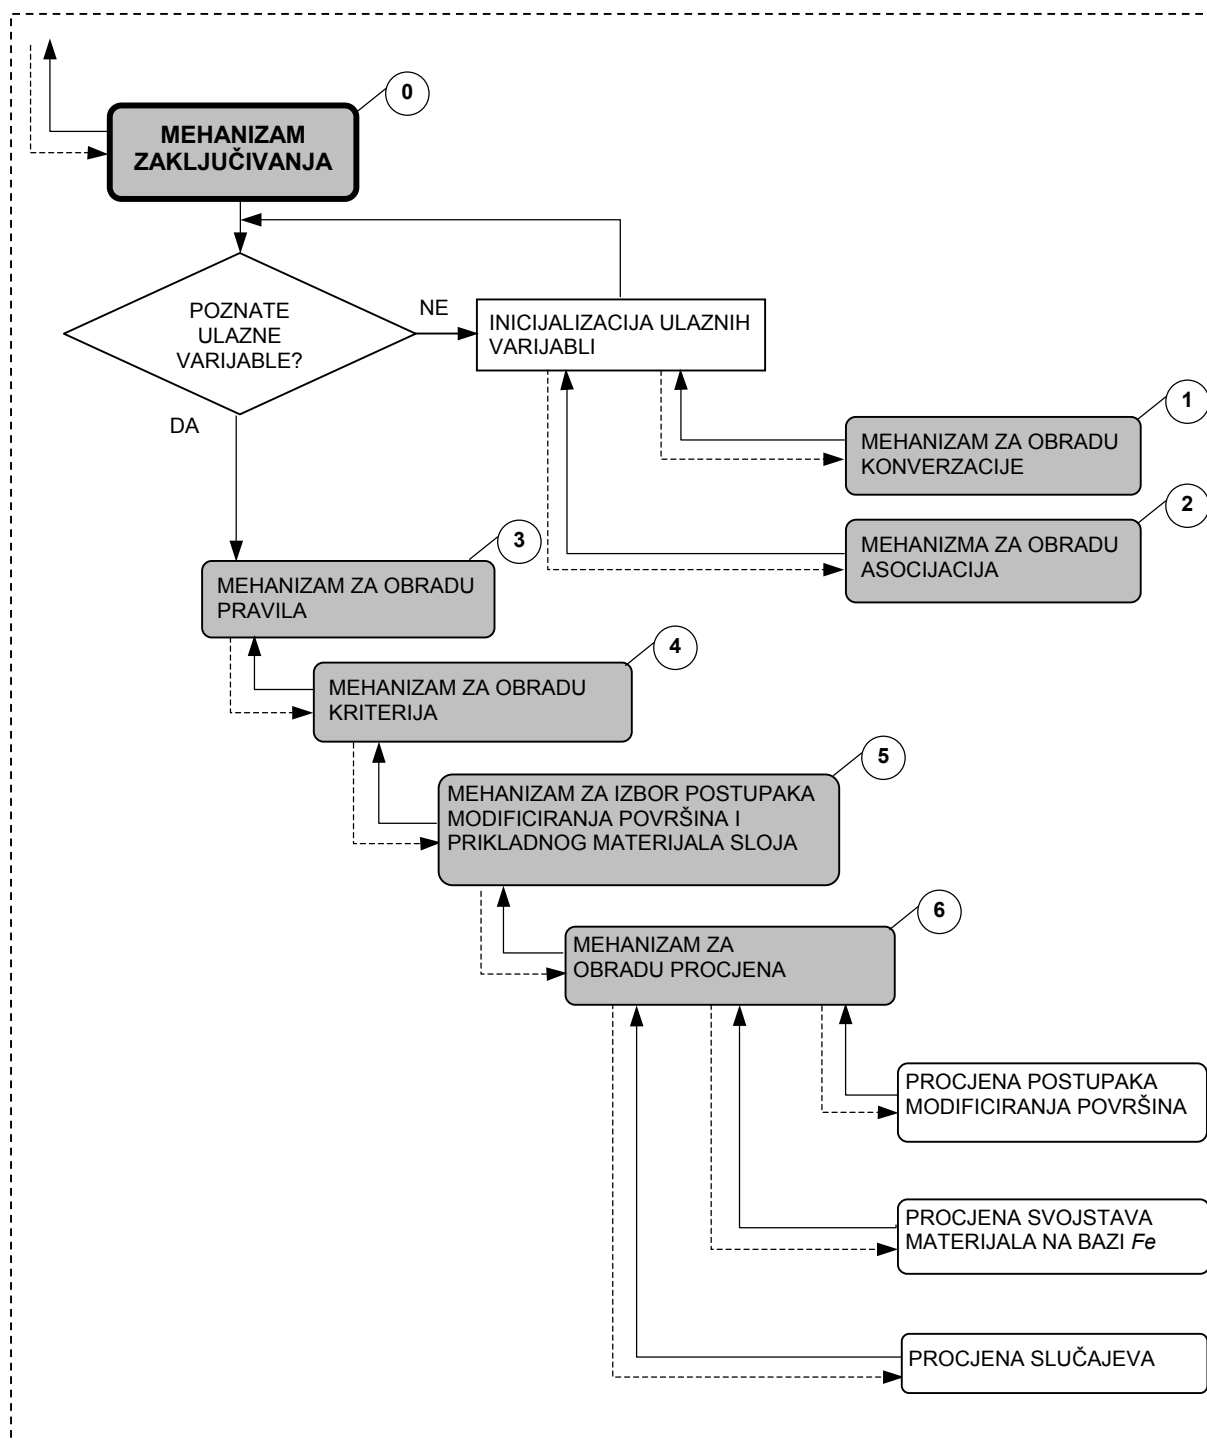 0
MEHANIZAM
ZAKLJUČIVANJA
POZNATE
ULAZNE
VARIJABLE?
NE
INICIJALIZACIJA ULAZNIH
VARIJABLI
DA
1
MEHANIZAM ZA OBRADU
KONVERZACIJE
2
MEHANIZMA ZA OBRADU
ASOCIJACIJA
3
MEHANIZAM ZA OBRADU
PRAVILA
4
MEHANIZAM ZA OBRADU
KRITERIJA
5
MEHANIZAM ZA IZBOR POSTUPAKA
MODIFICIRANJA POVRŠINA I
PRIKLADNOG MATERIJALA SLOJA
6
MEHANIZAM ZA
OBRADU PROCJENA
PROCJENA POSTUPAKA
MODIFICIRANJA POVRŠINA
PROCJENA SVOJSTAVA
MATERIJALA NA BAZI Fe
PROCJENA SLUČAJEVA